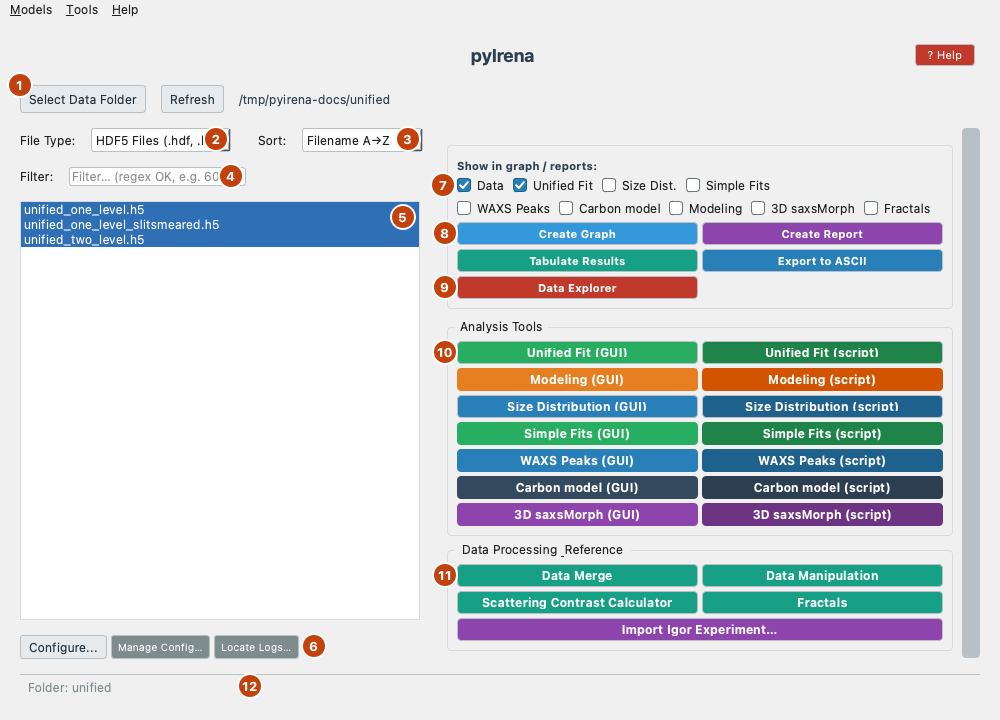 Models Tools Help
pyIrena
? Help
1
Select Data Folder Refresh /tmp/pyirena-docs/unified
File Type: HDF5 Files (.hdf, . 2 Sort: Filename A→Z 3
Filter: Filter... (regex OK, e.g. 60 4
unified_one_level.h5
unified_one_level_slitsmeared.h5
unified_two_level.h5
5
Show in graph / reports:
7 Data Unified Fit Size Dist. Simple Fits
WAXS Peaks Carbon model Modeling 3D saxsMorph Fractals
8 Create Graph Create Report
Tabulate Results Export to ASCII
9 Data Explorer
Analysis Tools
10 Unified Fit (GUI) Unified Fit (script)
Modeling (GUI) Modeling (script)
Size Distribution (GUI) Size Distribution (script)
Simple Fits (GUI) Simple Fits (script)
WAXS Peaks (GUI) WAXS Peaks (script)
Carbon model (GUI) Carbon model (script)
3D saxsMorph (GUI) 3D saxsMorph (script)
Data Processing _Reference
11 Data Merge Data Manipulation
Scattering Contrast Calculator Fractals
Import Igor Experiment...
Configure... Manage Config... Locate Logs... 6
Folder: unified 12